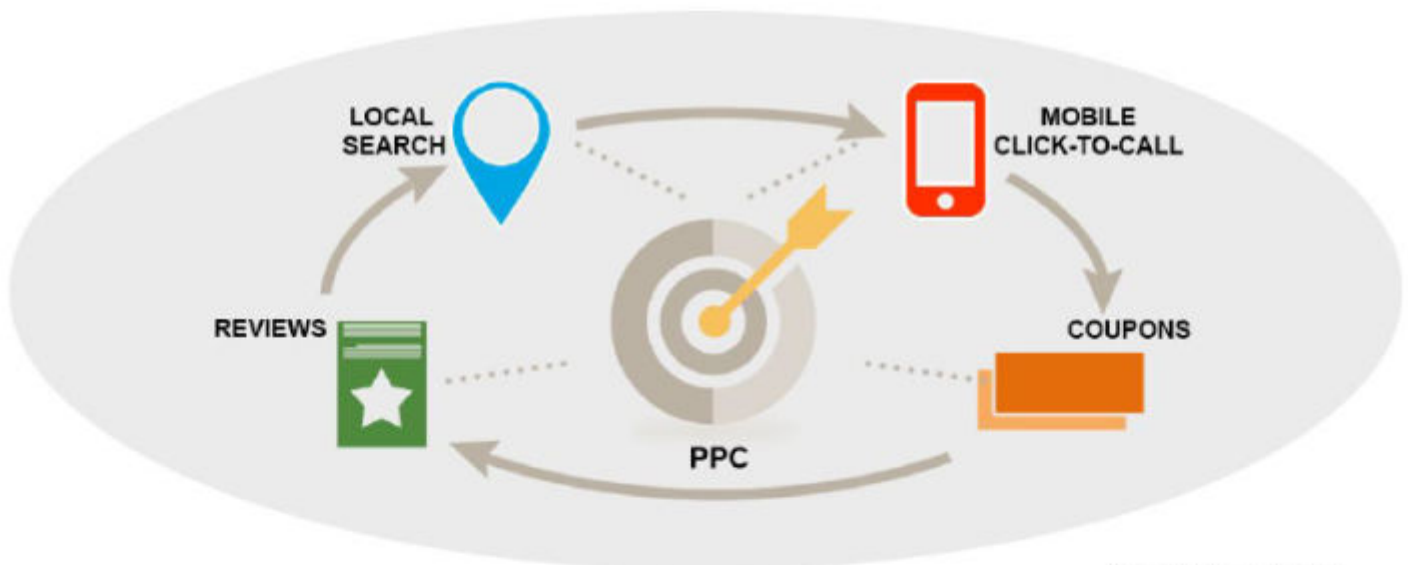 LOCAL
SEARCH
MOBILE
CLICK-TO-CALL
REVIEWS
COUPONS
PPC